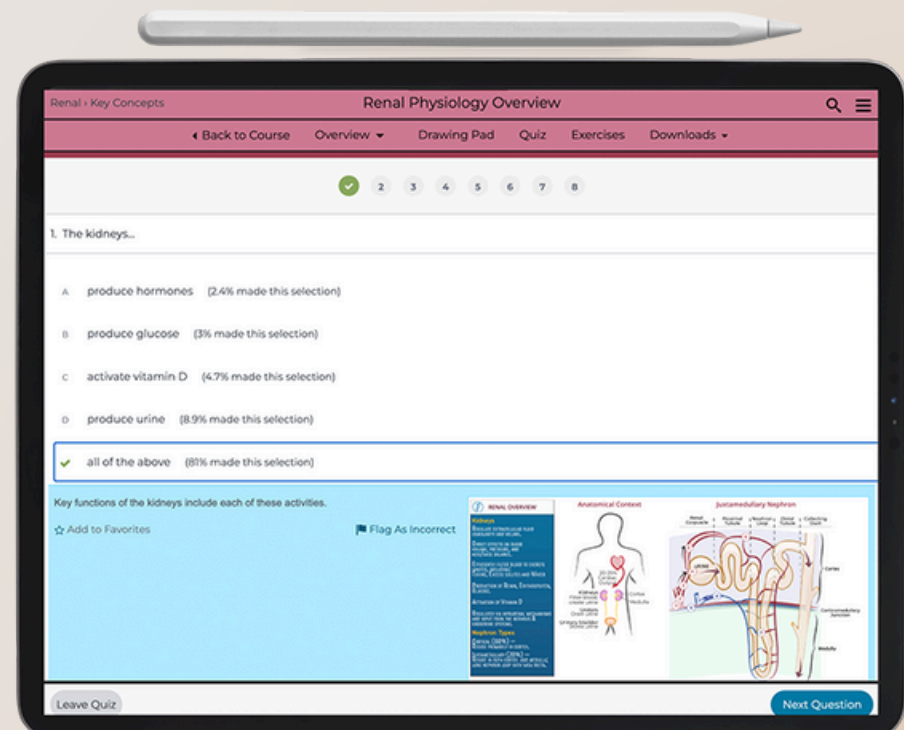 Renal › Key Concepts
Renal Physiology Overview
Back to Course Overview Drawing Pad Quiz Exercises Downloads
2 3 4 5 6 7 8
1. The kidneys...
A produce hormones (2.4% made this selection)
B produce glucose (3% made this selection)
C activate vitamin D (4.7% made this selection)
D produce urine (8.9% made this selection)
all of the above (81% made this selection)
Key functions of the kidneys include each of these activities.
Add to Favorites
Flag As Incorrect
RENAL OVERVIEW
Kidneys
Activation of Vitamin D
Nephron Types
Anatomical Context
Cortex
Medulla
Juxtamedullary Nephron
Cortex
Corticomedullary
Junction
Medulla
Leave Quiz
Next Question